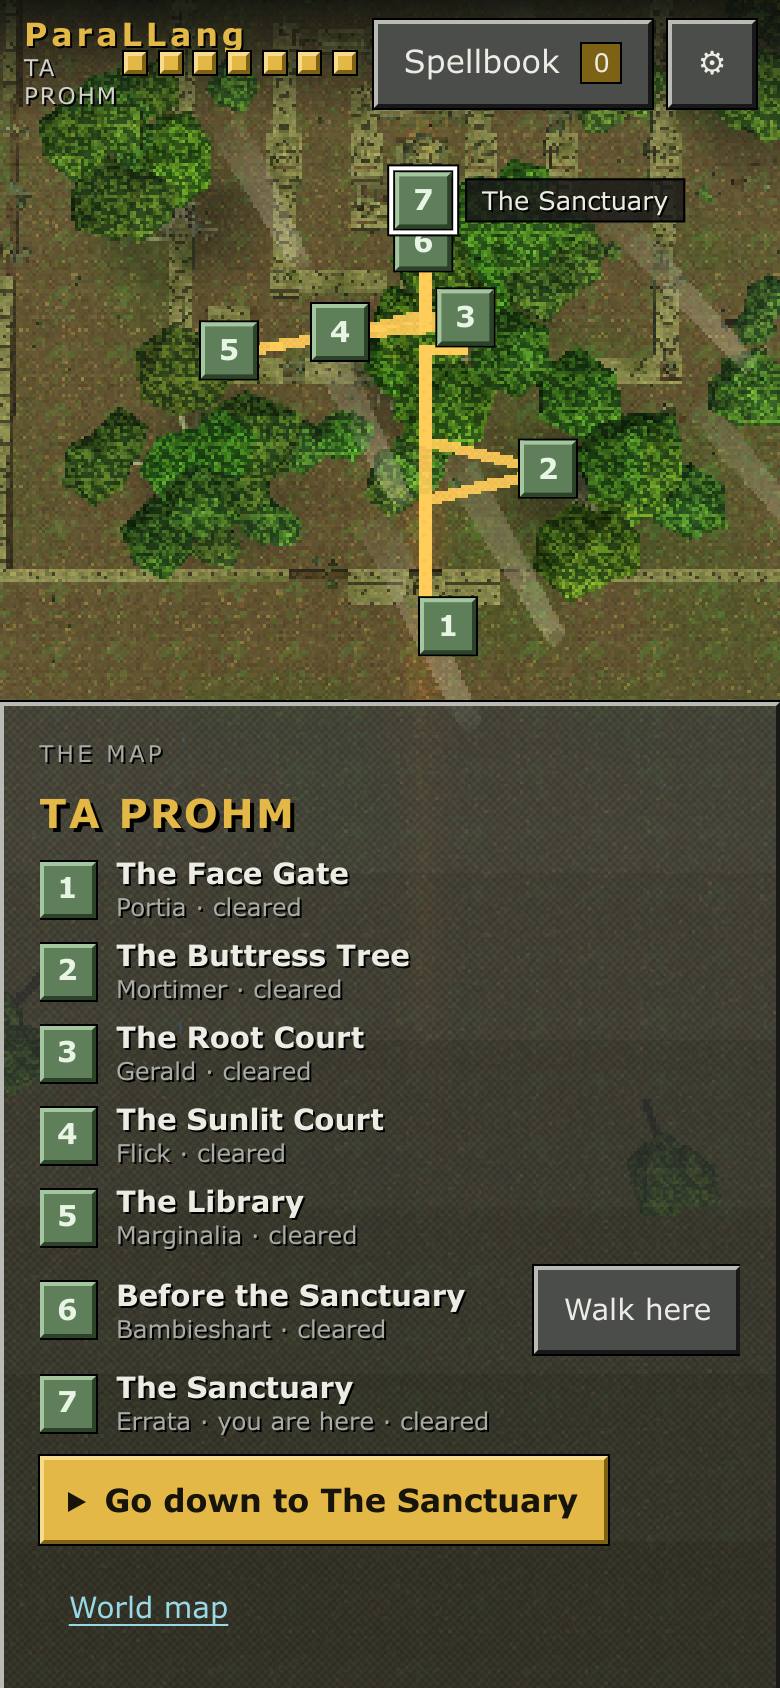 ParaLLang
TA PROHM
Spellbook 0
⚙
7
The Sanctuary
6
3
4
5
2
1
THE MAP
TA PROHM
1
The Face Gate
Portia · cleared
2
The Buttress Tree
Mortimer · cleared
3
The Root Court
Gerald · cleared
4
The Sunlit Court
Flick · cleared
5
The Library
Marginalia · cleared
6
Before the Sanctuary
Bambieshart · cleared
Walk here
7
The Sanctuary
Errata · you are here · cleared
▶ Go down to The Sanctuary
World map